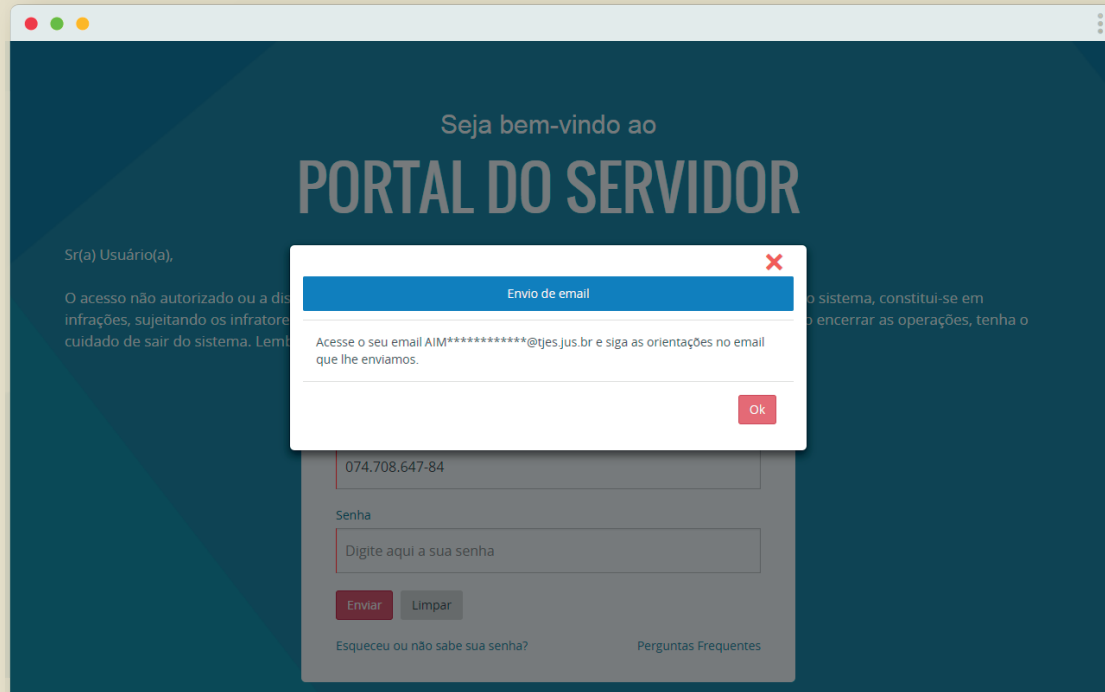 Seja bem-vindo ao
PORTAL DO SERVIDOR
Sr(a) Usuário(a),
O acesso não autorizado ou a dis
o sistema, constitui-se em
infrações, sujeitando os infratore
o encerrar as operações, tenha o
cuidado de sair do sistema. Lemb
Envio de email
Acesse o seu email AIM************@tjes.jus.br e siga as orientações no email
que lhe enviamos.
Ok
074.708.647-84
Senha
Digite aqui a sua senha
Enviar
Limpar
Esqueceu ou não sabe sua senha?
Perguntas Frequentes